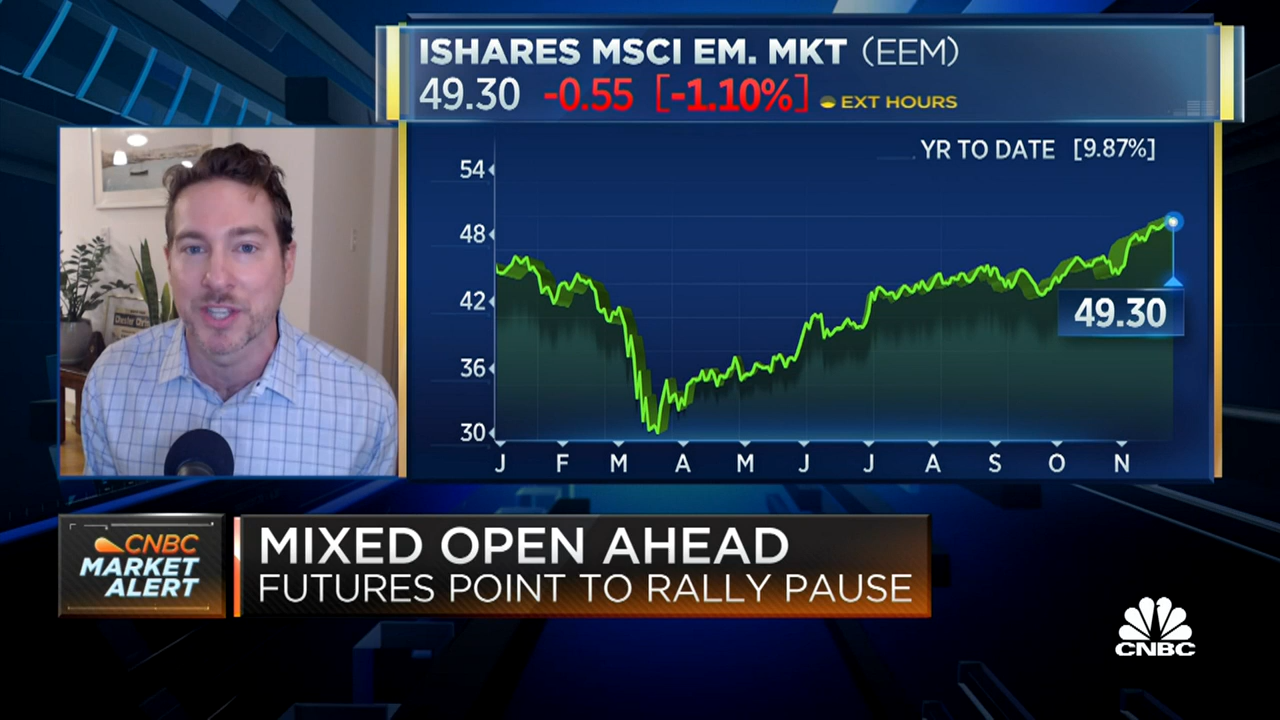 ISHARES MSCI EM. MKT (EEM)
49.30 -0.55 [-1.10%] EXT HOURS
YR TO DATE [9.87%]
54
48
42
36
30
49.30
J F M A M J J A S O N
CNBC
MARKET
ALERT
MIXED OPEN AHEAD
FUTURES POINT TO RALLY PAUSE
CNBC